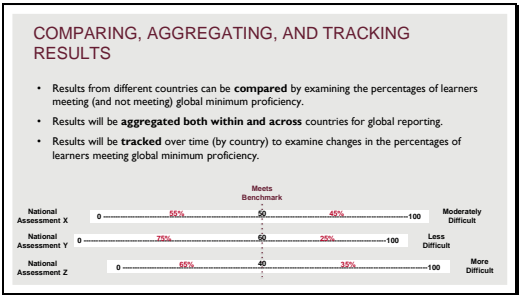 COMPARING, AGGREGATING, AND TRACKING
RESULTS
• Results from different countries can be compared by examining the percentages of learners
meeting (and not meeting) global minimum proficiency.
• Results will be aggregated both within and across countries for global reporting.
• Results will be tracked over time (by country) to examine changes in the percentages of
learners meeting global minimum proficiency.
Meets
Benchmark
National
Assessment X
0 55% 50 45% 100
Moderately
Difficult
National
Assessment Y
0 75% 60 25% 100
Less
Difficult
National
Assessment Z
0 65% 40 35% 100
More
Difficult